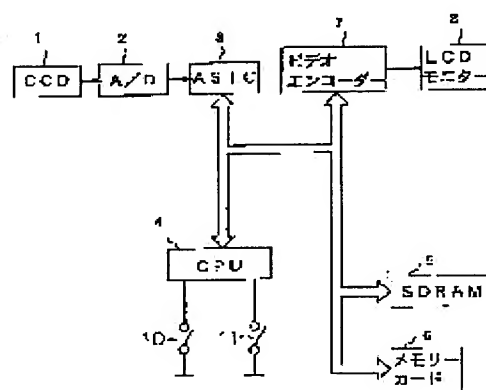 1
2
3
7
8
CCD
A/D
ASIC
ビデオ
エンコーダー
LCD
モニター
4
CPU
5
SDRAM
10
11
6
メモリー
カード